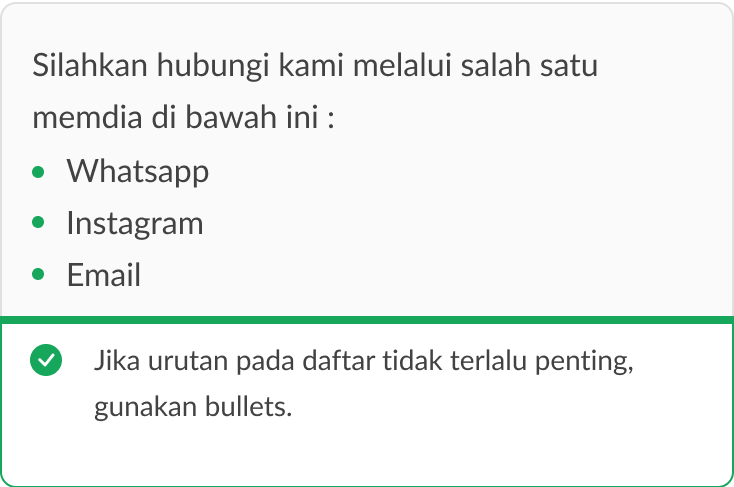 Silahkan hubungi kami melalui salah satu
memdia di bawah ini :
• Whatsapp
• Instagram
• Email
Jika urutan pada daftar tidak terlalu penting,
gunakan bullets.